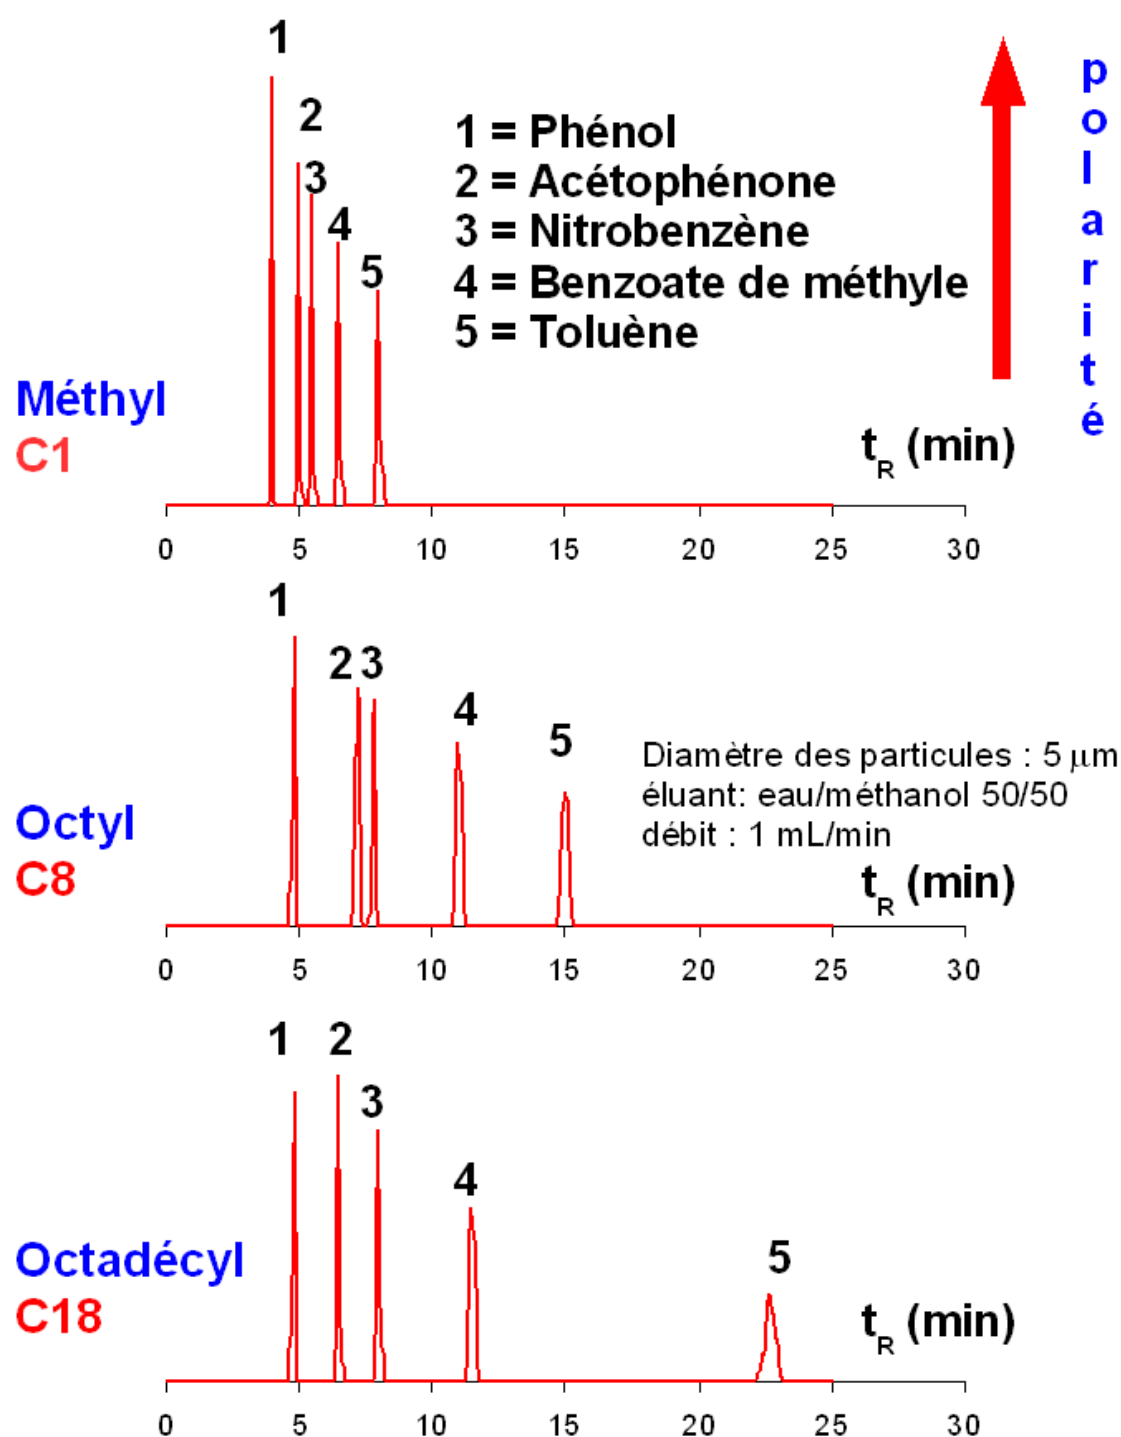 1
2
3
4
5
1 = Phénol
2 = Acétophénone
3 = Nitrobenzène
4 = Benzoate de méthyle
5 = Toluène
polarité
Méthyl
C1
tR (min)
0 5 10 15 20 25 30
1
2 3
4
5
Diamètre des particules : 5 µm
éluant: eau/méthanol 50/50
débit : 1 mL/min
Octyl
C8
tR (min)
0 5 10 15 20 25 30
1 2
3
4
5
Octadécyl
C18
tR (min)
0 5 10 15 20 25 30